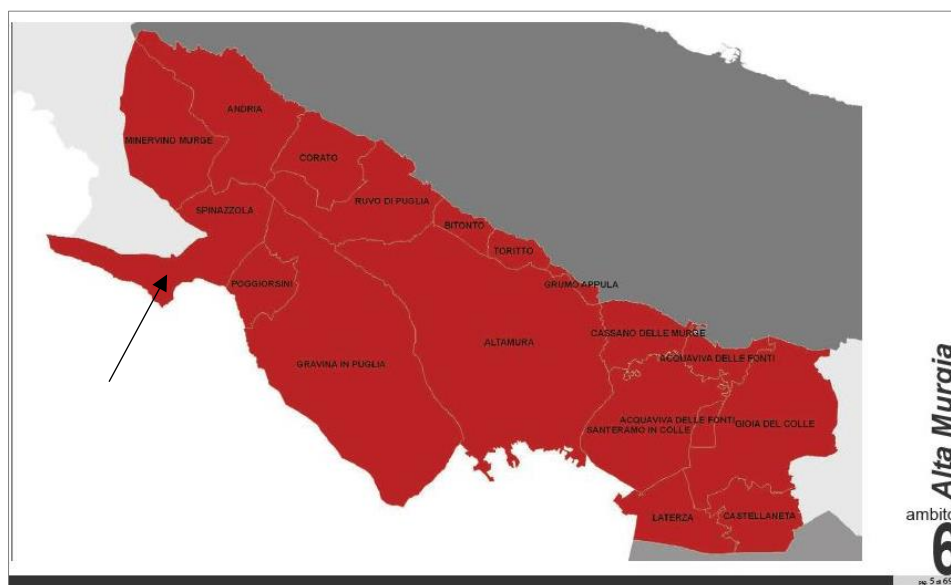 ANDRIA
MINERVINO MURGE
CORATO
RUVO DI PUGLIA
SPINAZZOLA
BITONTO
TORITTO
POGGIORSINI
GRUMO APPULA
CASSANO DELLE MURGE
ALTAMURA
ACQUAVIVA DELLE FONTI
GRAVINA IN PUGLIA
ACQUAVIVA DELLE FONTI
GIOIA DEL COLLE
SANTERAMO IN COLLE
LATERZA
CASTELLANETA
Alta Murgia
ambito
6